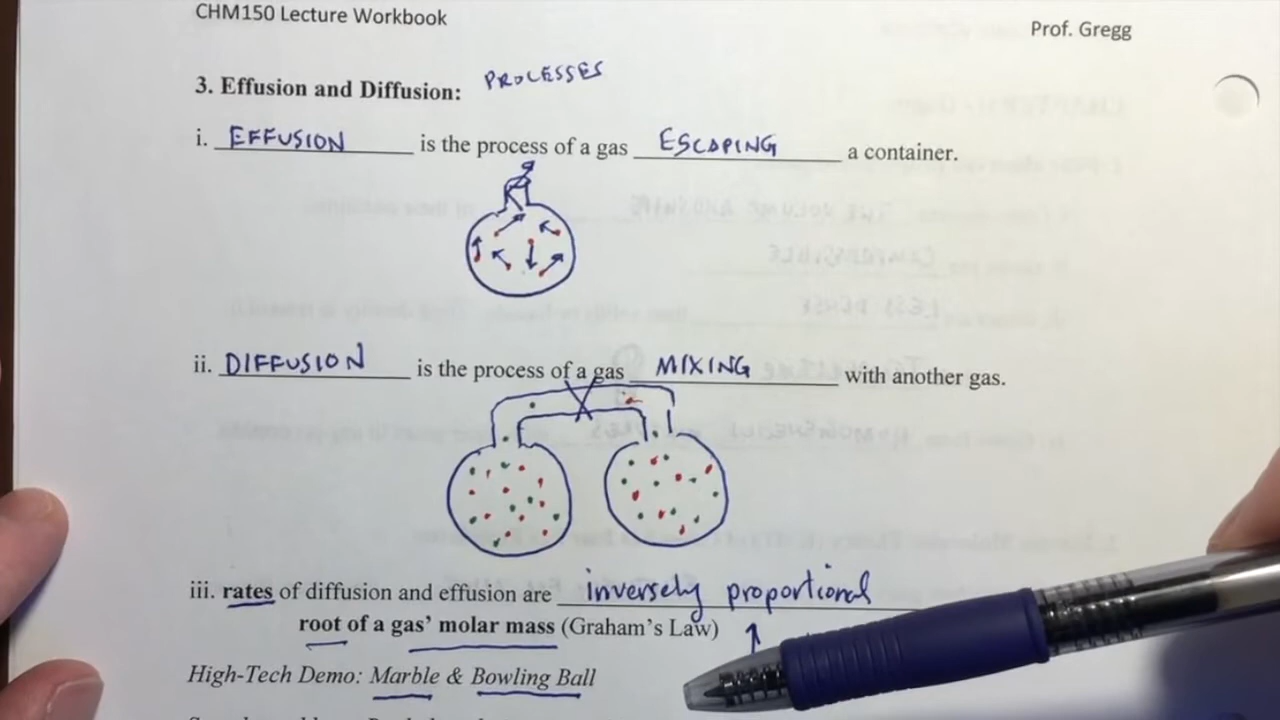 CHM150 Lecture Workbook
Prof. Gregg
3. Effusion and Diffusion: PROCESSES
i. EFFUSION is the process of a gas ESCAPING a container.
ii. DIFFUSION is the process of a gas MIXING with another gas.
iii. rates of diffusion and effusion are inversely proportional
root of a gas' molar mass (Graham's Law)
High-Tech Demo: Marble & Bowling Ball